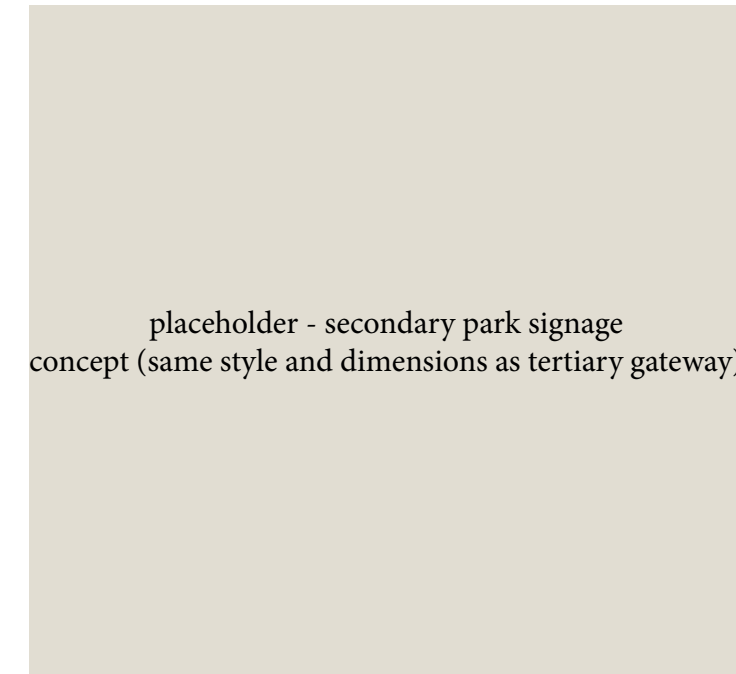 placeholder - secondary park signage
concept (same style and dimensions as tertiary gateway)